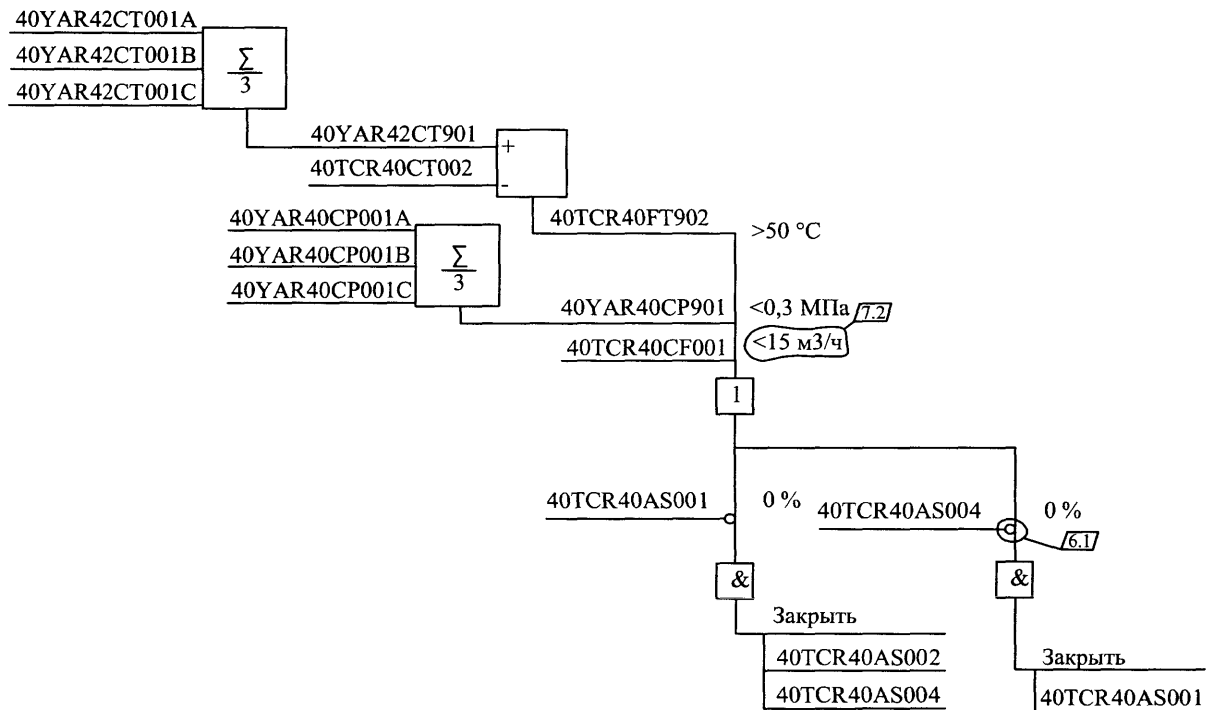 40YAR42CT001A
40YAR42CT001B
40YAR42CT001C
Σ
3
40YAR42CT901
+
40TCR40CT002
-
40YAR40CP001A
40YAR40CP001B
40YAR40CP001C
Σ
3
40TCR40FT902
>50 °C
40YAR40CP901
<0,3 МПа
7.2
40TCR40CF001
<15 м3/ч
1
40TCR40AS001
0 %
40TCR40AS004
0 %
6.1
&
&
Закрыть
40TCR40AS002
40TCR40AS004
Закрыть
40TCR40AS001